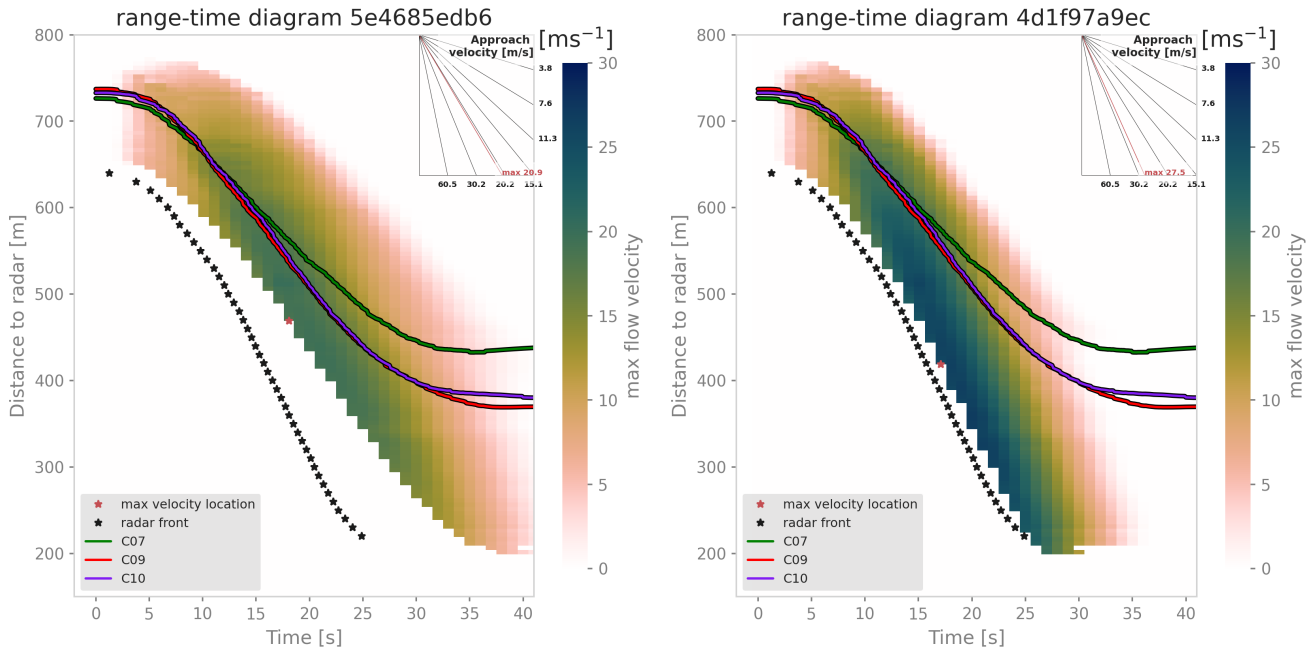 range-time diagram 5e4685edb6
[ms⁻¹]
Approach
velocity [m/s]
3.8
7.6
11.3
max 20.9
60.5 30.2 20.2 15.1
800
700
600
500
400
300
200
Distance to radar [m]
0 5 10 15 20 25 30 35 40
Time [s]
max velocity location
radar front
C07
C09
C10
30
25
20
15
10
5
0
max flow velocity
range-time diagram 4d1f97a9ec
[ms⁻¹]
Approach
velocity [m/s]
3.8
7.6
11.3
max 27.5
60.5 30.2 20.2 15.1
800
700
600
500
400
300
200
Distance to radar [m]
0 5 10 15 20 25 30 35 40
Time [s]
max velocity location
radar front
C07
C09
C10
30
25
20
15
10
5
0
max flow velocity